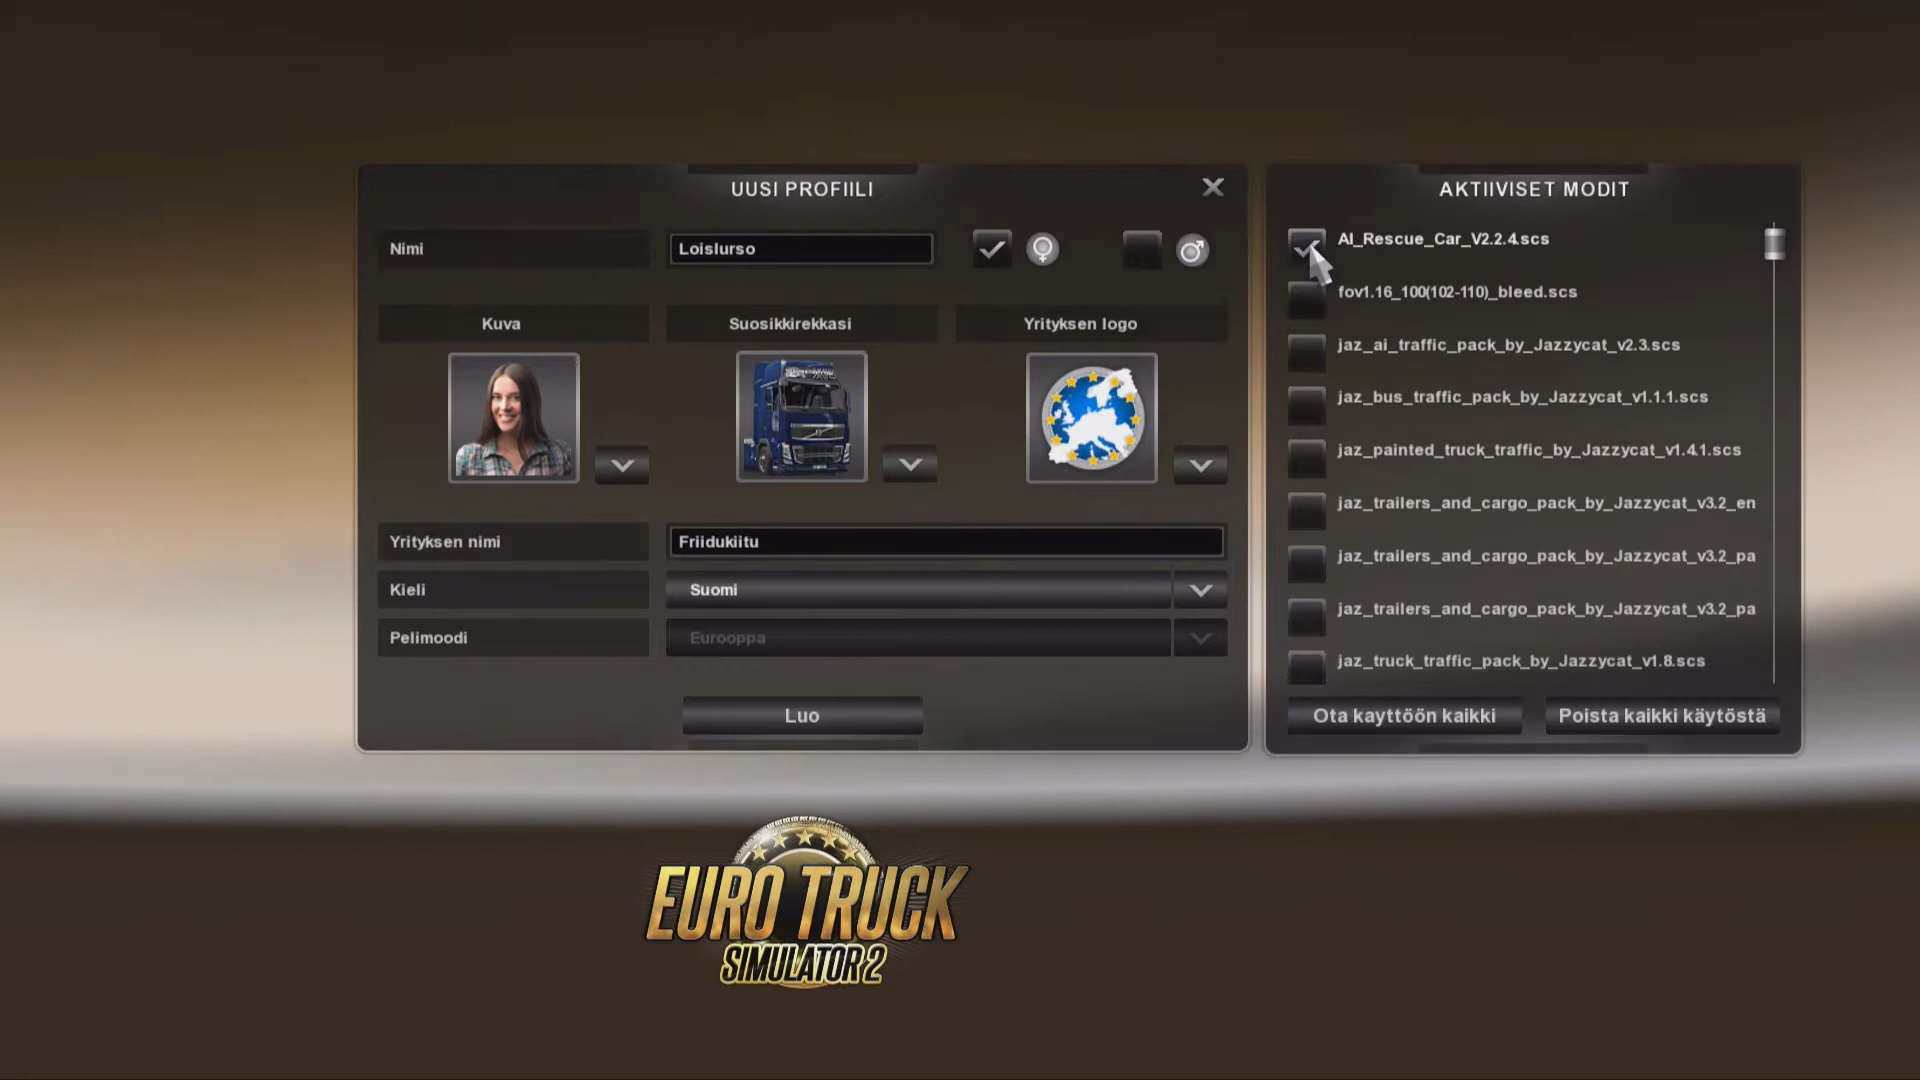 UUSI PROFIILI
Nimi
Loislurso
Kuva
Suosikkirekkasi
Yrityksen logo
Yrityksen nimi
Friidukiitu
Kieli
Suomi
Pelimoodi
Eurooppa
Luo
AKTIIVISET MODIT
AI_Rescue_Car_V2.2.4.scs
fov1.16_100(102-110)_bleed.scs
jaz_ai_traffic_pack_by_Jazzycat_v2.3.scs
jaz_bus_traffic_pack_by_Jazzycat_v1.1.1.scs
jaz_painted_truck_traffic_by_Jazzycat_v1.4.1.scs
jaz_trailers_and_cargo_pack_by_Jazzycat_v3.2_en
jaz_trailers_and_cargo_pack_by_Jazzycat_v3.2_pa
jaz_trailers_and_cargo_pack_by_Jazzycat_v3.2_pa
jaz_truck_traffic_pack_by_Jazzycat_v1.8.scs
Ota kayttöön kaikki
Poista kaikki käytöstä
EURO TRUCK
SIMULATOR 2